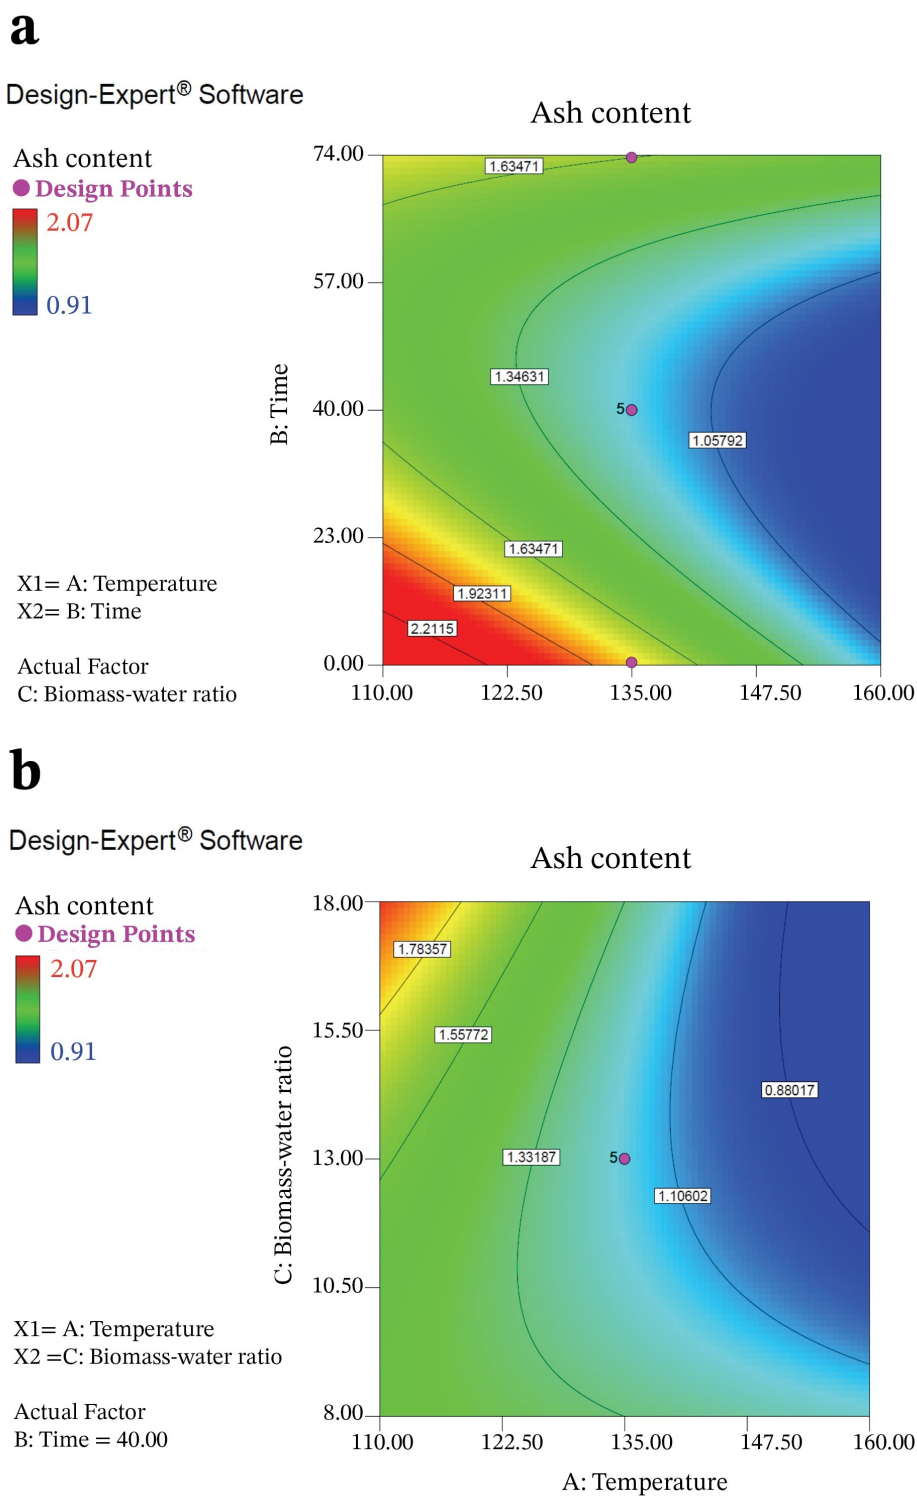 a
Design-Expert® Software
Ash content
Ash content
Design Points
2.07
0.91
X1= A: Temperature
X2= B: Time
Actual Factor
C: Biomass-water ratio
B: Time
74.00
57.00
40.00
23.00
0.00
1.63471
1.34631
5
1.05792
1.63471
1.92311
2.2115
110.00 122.50 135.00 147.50 160.00
b
Design-Expert® Software
Ash content
Ash content
Design Points
2.07
0.91
X1= A: Temperature
X2 =C: Biomass-water ratio
Actual Factor
B: Time = 40.00
C: Biomass-water ratio
18.00
15.50
13.00
10.50
8.00
1.78357
1.55772
0.88017
1.33187
5
1.10602
110.00 122.50 135.00 147.50 160.00
A: Temperature